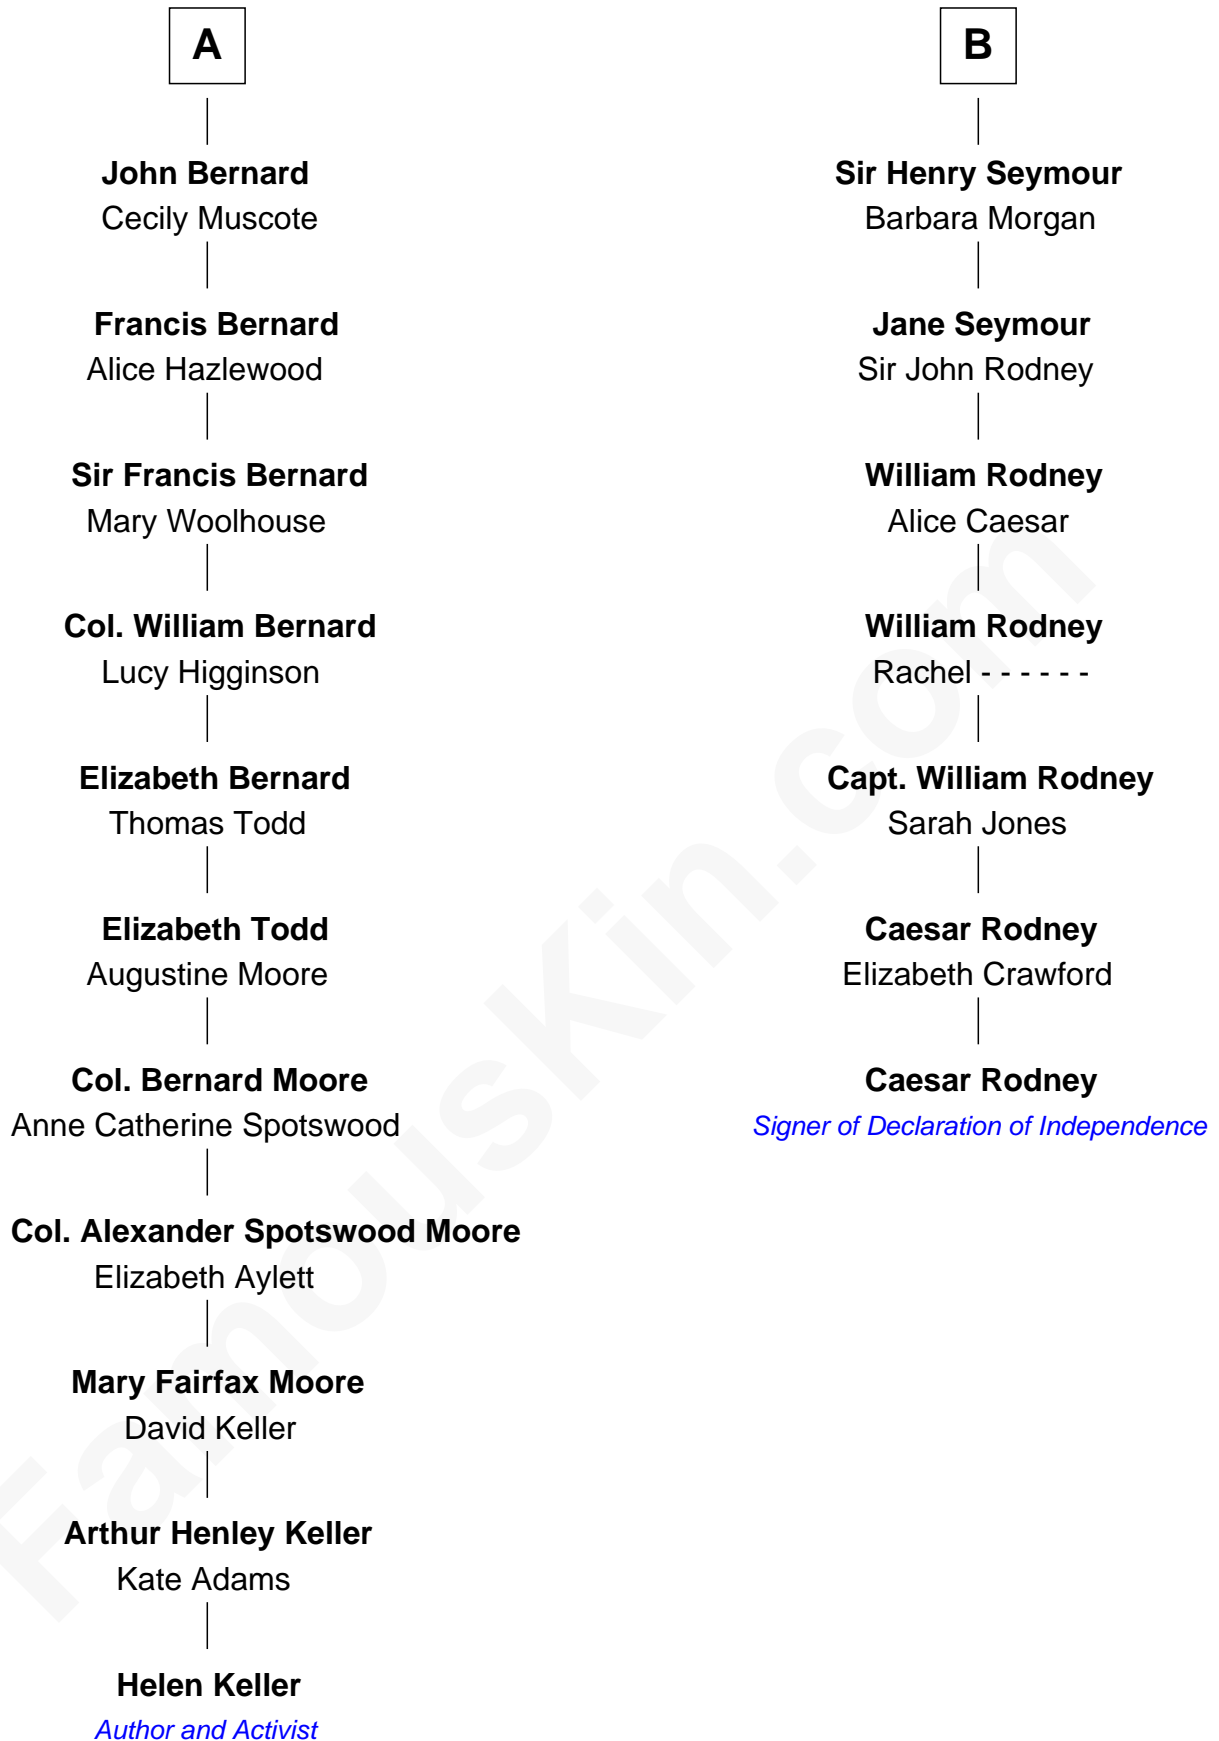 A
John Bernard
Cecily Muscote
Francis Bernard
Alice Hazlewood
Sir Francis Bernard
Mary Woolhouse
Col. William Bernard
Lucy Higginson
Elizabeth Bernard
Thomas Todd
Elizabeth Todd
Augustine Moore
Col. Bernard Moore
Anne Catherine Spotswood
Col. Alexander Spotswood Moore
Elizabeth Aylett
Mary Fairfax Moore
David Keller
Arthur Henley Keller
Kate Adams
Helen Keller
Author and Activist
B
Sir Henry Seymour
Barbara Morgan
Jane Seymour
Sir John Rodney
William Rodney
Alice Caesar
William Rodney
Rachel - - - - - -
Capt. William Rodney
Sarah Jones
Caesar Rodney
Elizabeth Crawford
Caesar Rodney
Signer of Declaration of Independence
FamousKin.com